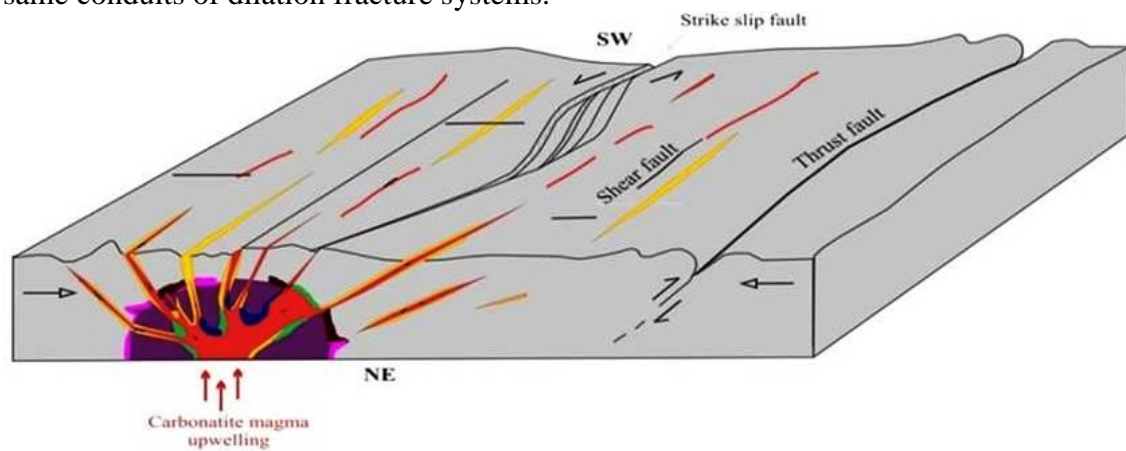 same conduits of dilation fracture systems.
Strike slip fault
SW
Shear fault
Thrust fault
NE
Carbonatite magma
upwelling